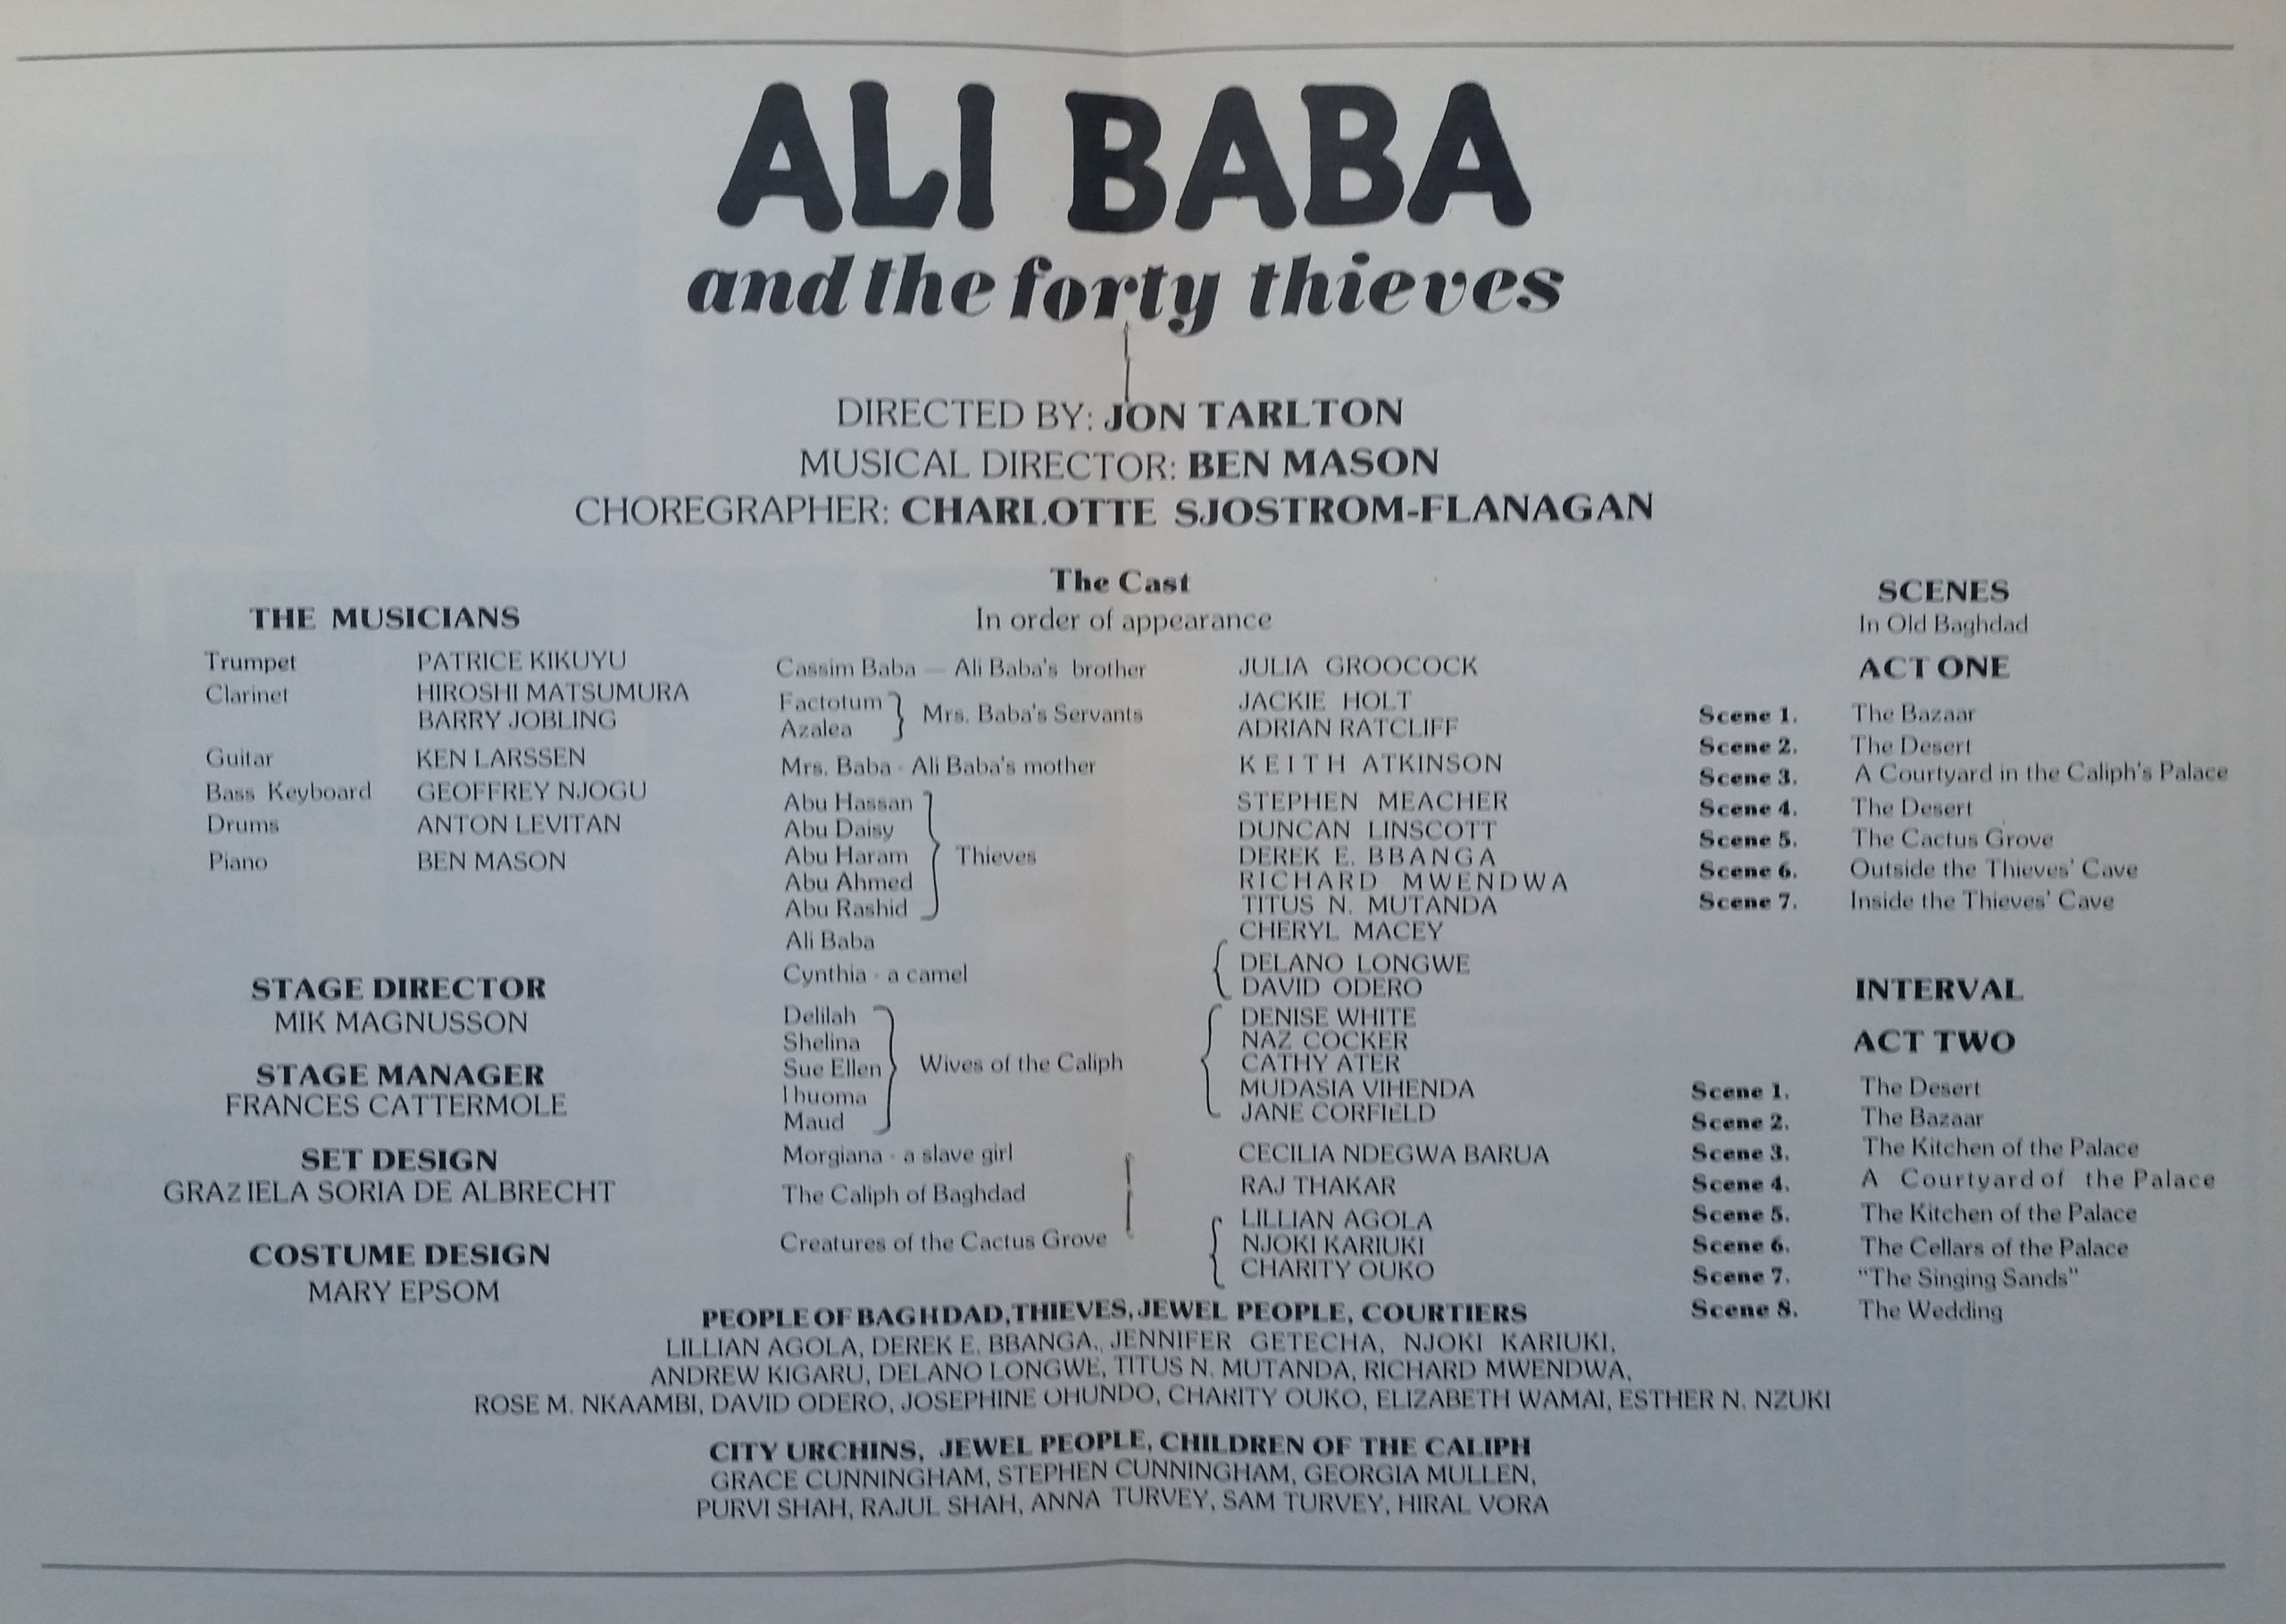 ALI BABA
and the forty thieves
DIRECTED BY: JON TARLTON
MUSICAL DIRECTOR: BEN MASON
CHOREGRAPHER: CHARLOTTE SJOSTROM-FLANAGAN
THE MUSICIANS
Trumpet PATRICE KIKUYU
Clarinet HIROSHI MATSUMURA
BARRY JOBLING
Guitar KEN LARSSEN
Bass Keyboard GEOFFREY NJOGU
Drums ANTON LEVITAN
Piano BEN MASON
STAGE DIRECTOR
MIK MAGNUSSON
STAGE MANAGER
FRANCES CATTERMOLE
SET DESIGN
GRAZIELA SORIA DE ALBRECHT
COSTUME DESIGN
MARY EPSOM
The Cast
In order of appearance
Cassim Baba — Ali Baba's brother JULIA GROOCOCK
Factotum } Mrs. Baba's Servants JACKIE HOLT
Azalea } ADRIAN RATCLIFF
Mrs. Baba - Ali Baba's mother KEITH ATKINSON
Abu Hassan STEPHEN MEACHER
Abu Daisy DUNCAN LINSCOTT
Abu Haram } Thieves DEREK E. BBANGA
Abu Ahmed RICHARD MWENDWA
Abu Rashid TITUS N. MUTANDA
Ali Baba CHERYL MACEY
Cynthia - a camel { DELANO LONGWE
DAVID ODERO
Delilah DENISE WHITE
Shelina NAZ COCKER
Sue Ellen } Wives of the Caliph { CATHY ATER
Ihuoma MUDASIA VIHENDA
Maud JANE CORFIELD
Morgiana - a slave girl CECILIA NDEGWA BARUA
The Caliph of Baghdad RAJ THAKAR
Creatures of the Cactus Grove { LILLIAN AGOLA
NJOKI KARIUKI
CHARITY OUKO
PEOPLE OF BAGHDAD, THIEVES, JEWEL PEOPLE, COURTIERS
LILLIAN AGOLA, DEREK E. BBANGA., JENNIFER GETECHA, NJOKI KARIUKI,
ANDREW KIGARU, DELANO LONGWE, TITUS N. MUTANDA, RICHARD MWENDWA,
ROSE M. NKAAMBI, DAVID ODERO, JOSEPHINE OHUNDO, CHARITY OUKO, ELIZABETH WAMAI, ESTHER N. NZUKI
CITY URCHINS, JEWEL PEOPLE, CHILDREN OF THE CALIPH
GRACE CUNNINGHAM, STEPHEN CUNNINGHAM, GEORGIA MULLEN,
PURVI SHAH, RAJUL SHAH, ANNA TURVEY, SAM TURVEY, HIRAL VORA
SCENES
In Old Baghdad
ACT ONE
Scene 1. The Bazaar
Scene 2. The Desert
Scene 3. A Courtyard in the Caliph's Palace
Scene 4. The Desert
Scene 5. The Cactus Grove
Scene 6. Outside the Thieves' Cave
Scene 7. Inside the Thieves' Cave
INTERVAL
ACT TWO
Scene 1. The Desert
Scene 2. The Bazaar
Scene 3. The Kitchen of the Palace
Scene 4. A Courtyard of the Palace
Scene 5. The Kitchen of the Palace
Scene 6. The Cellars of the Palace
Scene 7. "The Singing Sands"
Scene 8. The Wedding